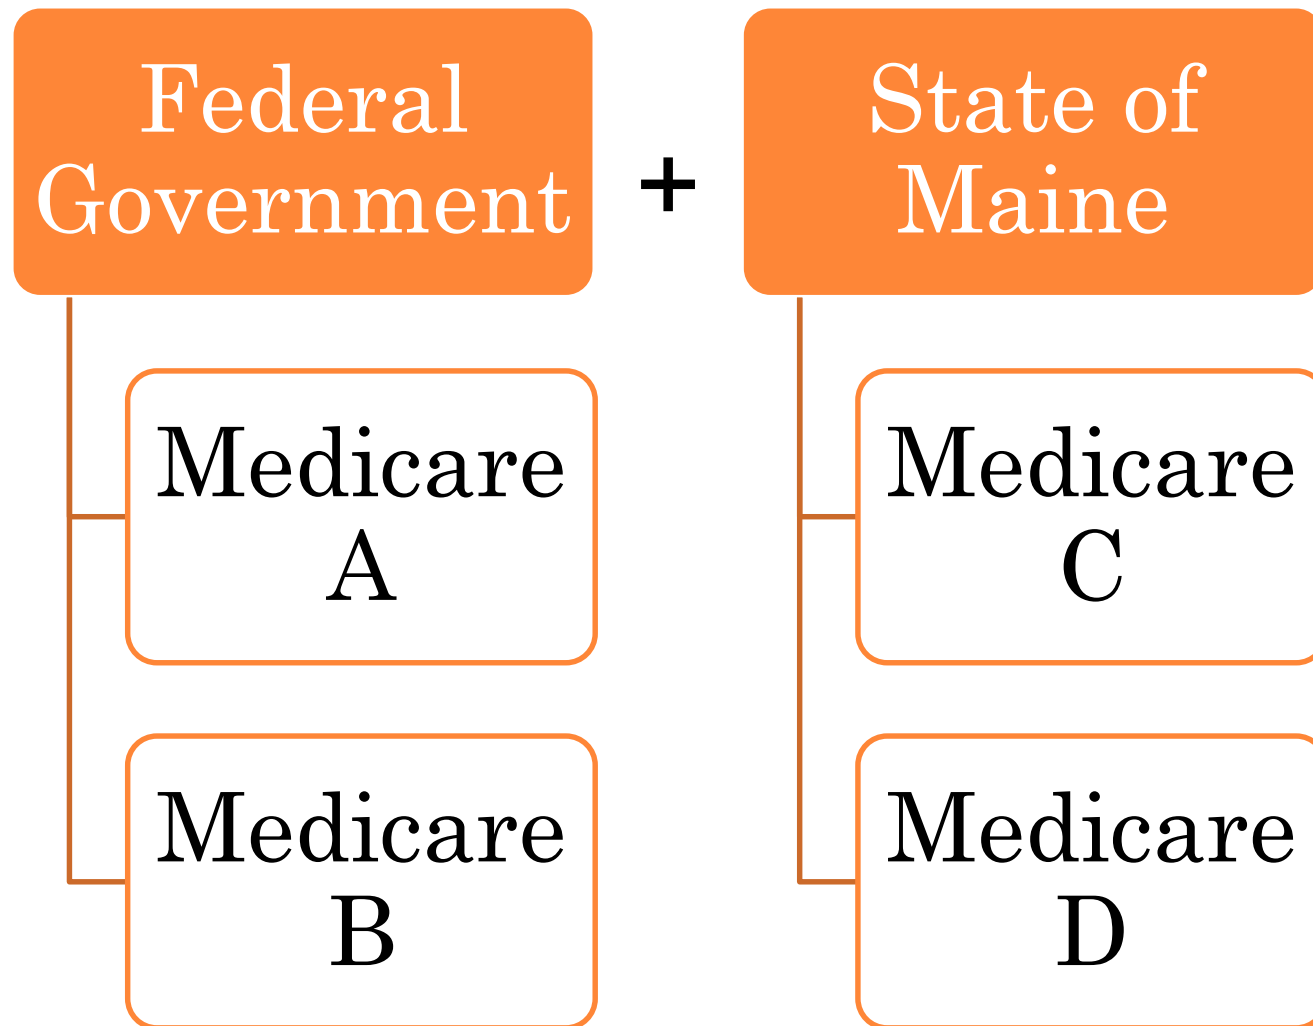 Federal
Government
+
State of
Maine
Medicare
A
Medicare
B
Medicare
C
Medicare
D